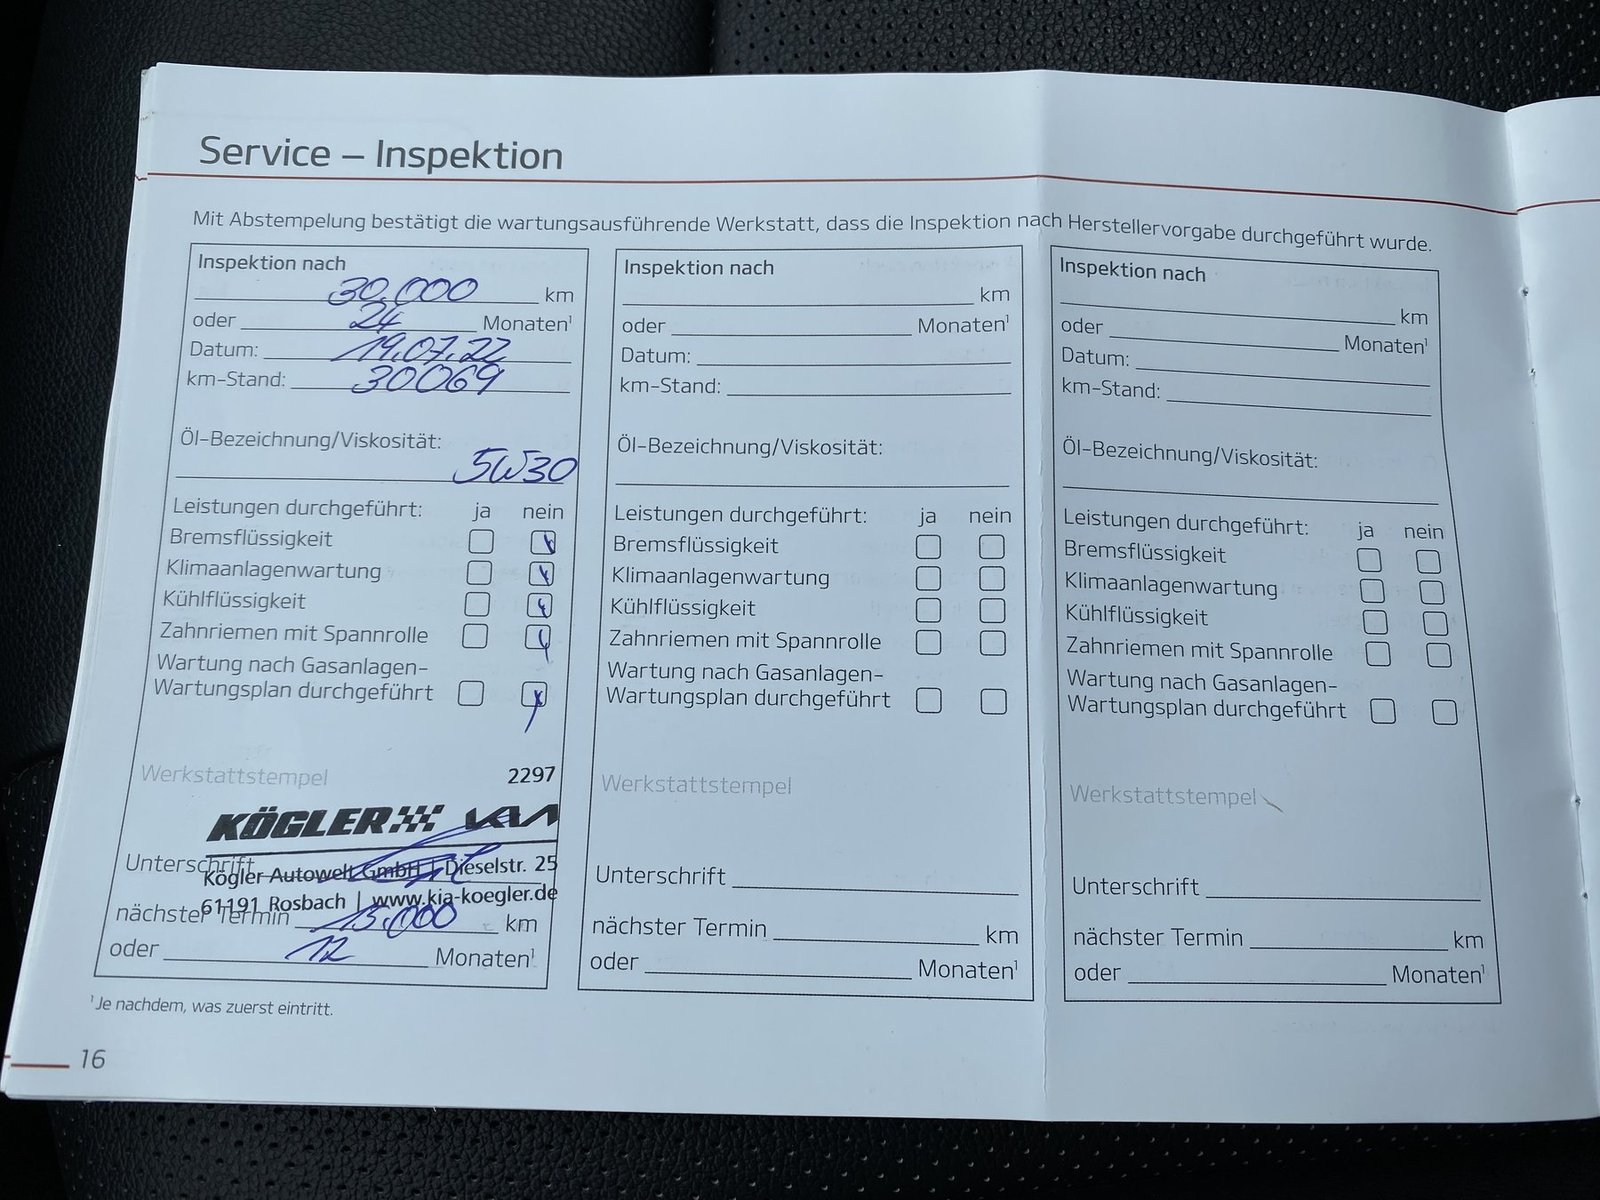 Service – Inspektion
Mit Abstempelung bestätigt die wartungsausführende Werkstatt, dass die Inspektion nach Herstellervorgabe durchgeführt wurde.
Inspektion nach
30.000 km
oder 24 Monaten¹
Datum: 19.07.22
km-Stand: 30069
Öl-Bezeichnung/Viskosität:
5W30
Leistungen durchgeführt: ja nein
Bremsflüssigkeit
Klimaanlagenwartung
Kühlflüssigkeit
Zahnriemen mit Spannrolle
Wartung nach Gasanlagen-
Wartungsplan durchgeführt
Werkstattstempel 2297
KÖGLER KIA
Unterschrift
Kögler Autowelt GmbH | Dieselstr. 25
61191 Rosbach | www.kia-koegler.de
nächster Termin 15.000 km
oder 12 Monaten¹
Inspektion nach
km
oder Monaten¹
Datum:
km-Stand:
Öl-Bezeichnung/Viskosität:
Leistungen durchgeführt: ja nein
Bremsflüssigkeit
Klimaanlagenwartung
Kühlflüssigkeit
Zahnriemen mit Spannrolle
Wartung nach Gasanlagen-
Wartungsplan durchgeführt
Werkstattstempel
Unterschrift
nächster Termin km
oder Monaten¹
Inspektion nach
km
oder Monaten¹
Datum:
km-Stand:
Öl-Bezeichnung/Viskosität:
Leistungen durchgeführt: ja nein
Bremsflüssigkeit
Klimaanlagenwartung
Kühlflüssigkeit
Zahnriemen mit Spannrolle
Wartung nach Gasanlagen-
Wartungsplan durchgeführt
Werkstattstempel
Unterschrift
nächster Termin km
oder Monaten¹
¹Je nachdem, was zuerst eintritt.
16